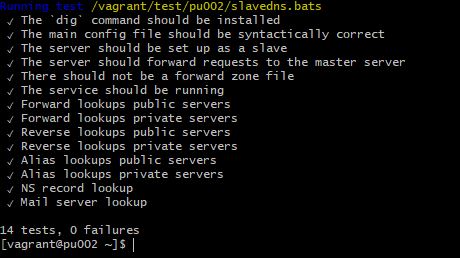 Running test /vagrant/test/pu002/slavedns.bats
✓ The `dig` command should be installed
✓ The main config file should be syntactically correct
✓ The server should be set up as a slave
✓ The server should forward requests to the master server
✓ There should not be a forward zone file
✓ The service should be running
✓ Forward lookups public servers
✓ Forward lookups private servers
✓ Reverse lookups public servers
✓ Reverse lookups private servers
✓ Alias lookups public servers
✓ Alias lookups private servers
✓ NS record lookup
✓ Mail server lookup
14 tests, 0 failures
[vagrant@pu002 ~]$